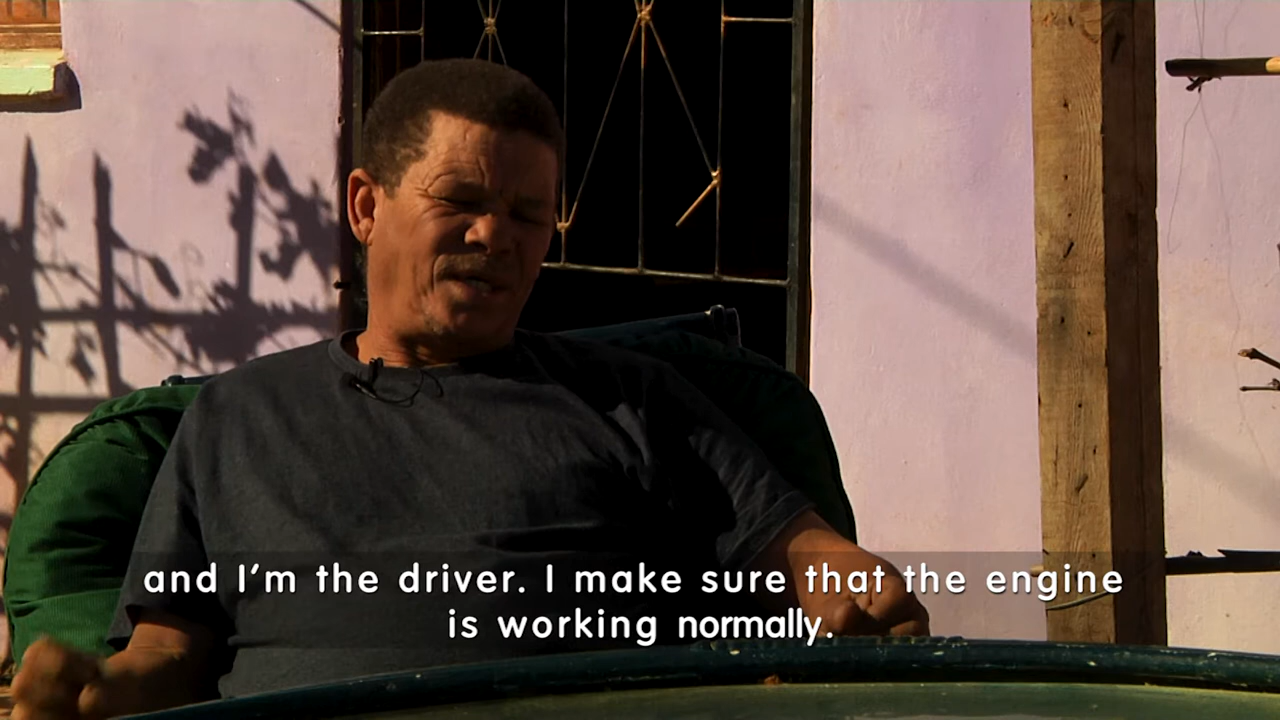 and I'm the driver. I make sure that the engine
is working normally.